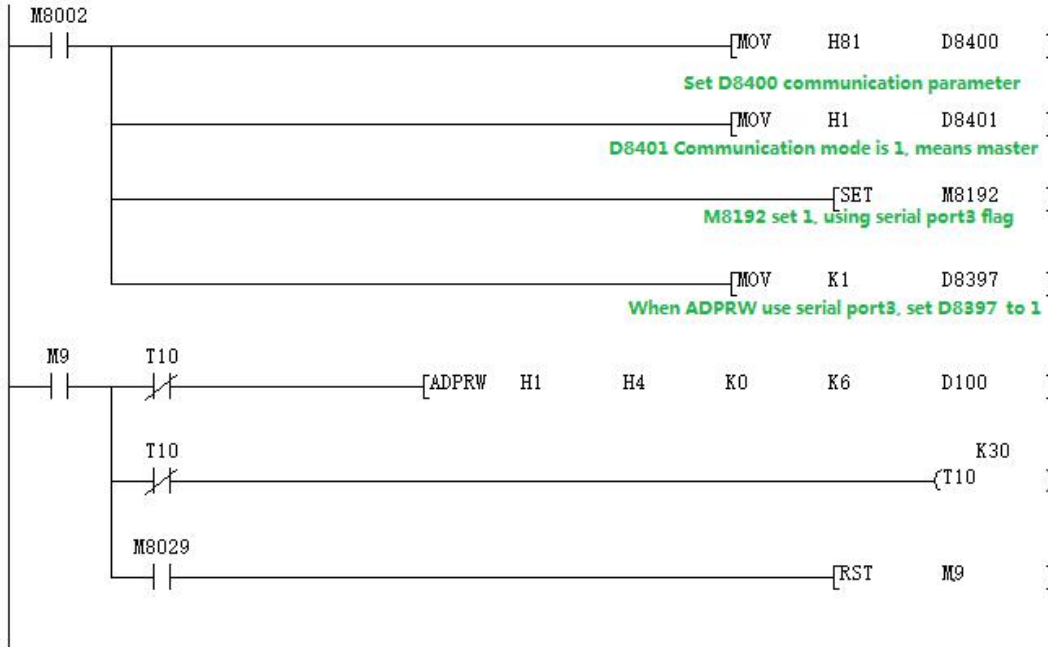 M8002
MOV H81 D8400
Set D8400 communication parameter
MOV H1 D8401
D8401 Communication mode is 1, means master
SET M8192
M8192 set 1, using serial port3 flag
MOV K1 D8397
When ADPRW use serial port3, set D8397 to 1
M9 T10
ADPRW H1 H4 K0 K6 D100
T10 K30
T10
M8029
RST M9